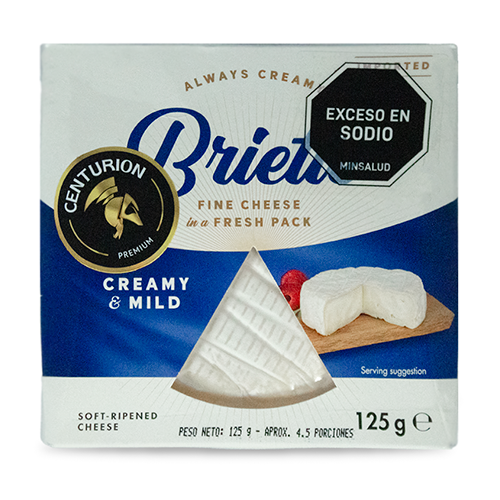 ALWAYS CREAM
IMPORTED
EXCESO EN
SODIO
MINSALUD
CENTURION
PREMIUM
FINE CHEESE
in a FRESH PACK
CREAMY
& MILD
Serving suggestion
SOFT-RIPENED
CHEESE
PESO NETO: 125 g - APROX. 4.5 PORCIONES
125 g ℮